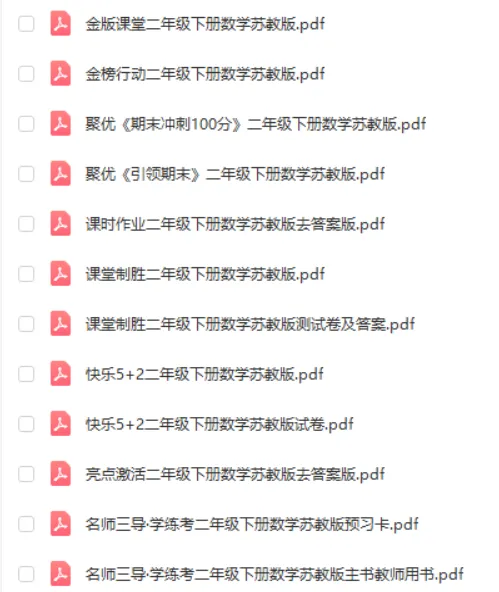 金版课堂二年级下册数学苏教版.pdf
金榜行动二年级下册数学苏教版.pdf
聚优《期末冲刺100分》二年级下册数学苏教版.pdf
聚优《引领期末》二年级下册数学苏教版.pdf
课时作业二年级下册数学苏教版去答案版.pdf
课堂制胜二年级下册数学苏教版.pdf
课堂制胜二年级下册数学苏教版测试卷及答案.pdf
快乐5+2二年级下册数学苏教版.pdf
快乐5+2二年级下册数学苏教版试卷.pdf
亮点激活二年级下册数学苏教版去答案版.pdf
名师三导·学练考二年级下册数学苏教版预习卡.pdf
名师三导·学练考二年级下册数学苏教版主书教师用书.pdf